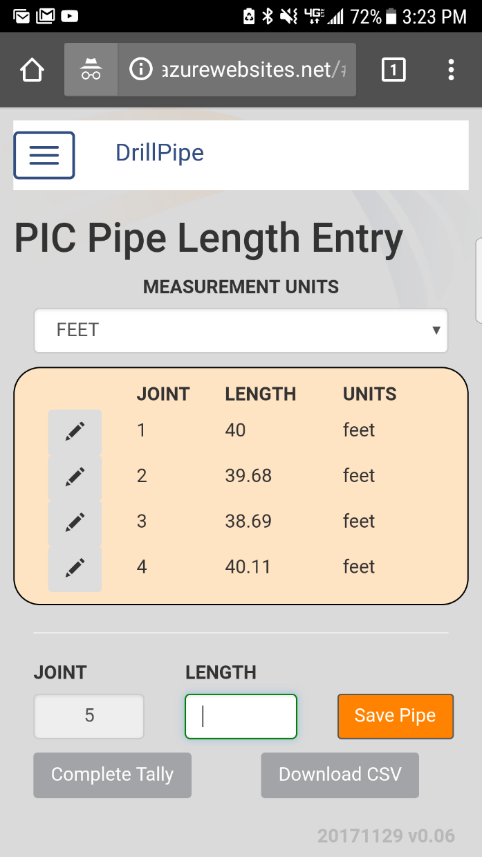 4GE 72% 3:23 PM
azurewebsites.net/ 1
DrillPipe
PIC Pipe Length Entry
MEASUREMENT UNITS
FEET
JOINT LENGTH UNITS
1 40 feet
2 39.68 feet
3 38.69 feet
4 40.11 feet
JOINT LENGTH
5 Save Pipe
Complete Tally Download CSV
20171129 v0.06